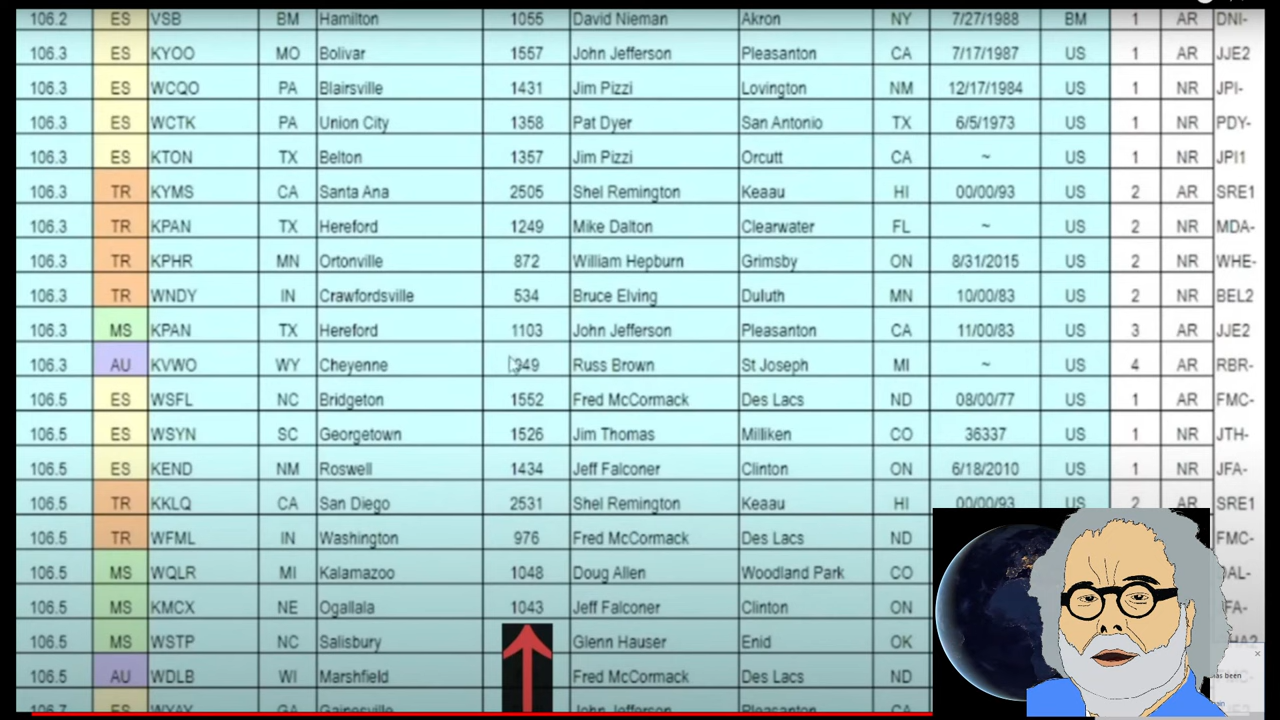 106.2 ES VSB BM Hamilton 1055 David Nieman Akron NY 7/27/1988 BM 1 AR DNI-
106.3 ES KYOO MO Bolivar 1557 John Jefferson Pleasanton CA 7/17/1987 US 1 AR JJE2
106.3 ES WCQO PA Blairsville 1431 Jim Pizzi Lovington NM 12/17/1984 US 1 NR JPI-
106.3 ES WCTK PA Union City 1358 Pat Dyer San Antonio TX 6/5/1973 US 1 NR PDY-
106.3 ES KTON TX Belton 1357 Jim Pizzi Orcutt CA ~ US 1 NR JPI1
106.3 TR KYMS CA Santa Ana 2505 Shel Remington Keaau HI 00/00/93 US 2 AR SRE1
106.3 TR KPAN TX Hereford 1249 Mike Dalton Clearwater FL ~ US 2 NR MDA-
106.3 TR KPHR MN Ortonville 872 William Hepburn Grimsby ON 8/31/2015 US 2 NR WHE-
106.3 TR WNDY IN Crawfordsville 534 Bruce Elving Duluth MN 10/00/83 US 2 NR BEL2
106.3 MS KPAN TX Hereford 1103 John Jefferson Pleasanton CA 11/00/83 US 3 AR JJE2
106.3 AU KVWO WY Cheyenne 949 Russ Brown St Joseph MI ~ US 4 AR RBR-
106.5 ES WSFL NC Bridgeton 1552 Fred McCormack Des Lacs ND 08/00/77 US 1 AR FMC-
106.5 ES WSYN SC Georgetown 1526 Jim Thomas Milliken CO 36337 US 1 NR JTH-
106.5 ES KEND NM Roswell 1434 Jeff Falconer Clinton ON 6/18/2010 US 1 NR JFA-
106.5 TR KKLQ CA San Diego 2531 Shel Remington Keaau HI 00/00/93 US 2 AR SRE1
106.5 TR WFML IN Washington 976 Fred McCormack Des Lacs ND FMC-
106.5 MS WQLR MI Kalamazoo 1048 Doug Allen Woodland Park CO
106.5 MS KMCX NE Ogallala 1043 Jeff Falconer Clinton ON
106.5 MS WSTP NC Salisbury Glenn Hauser Enid OK
106.5 AU WDLB WI Marshfield Fred McCormack Des Lacs ND
been